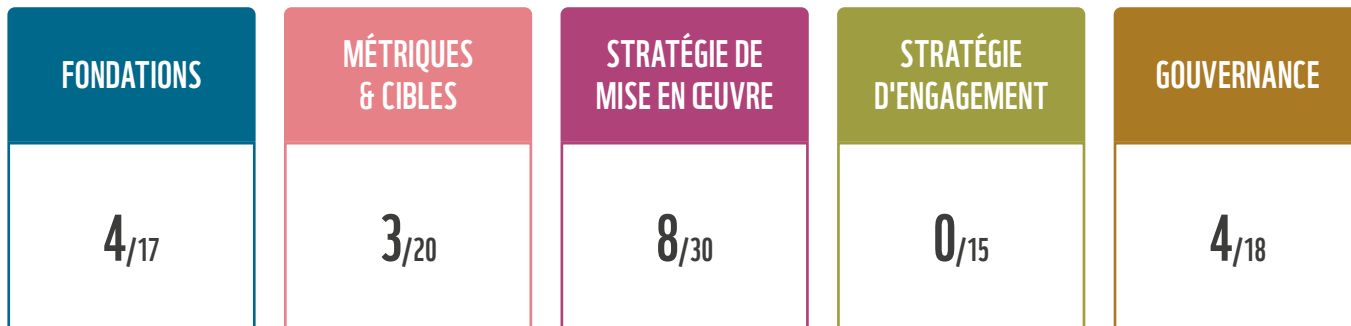 FONDATIONS
MÉTRIQUES
& CIBLES
STRATÉGIE DE
MISE EN ŒUVRE
STRATÉGIE
D'ENGAGEMENT
GOUVERNANCE
4/17
3/20
8/30
0/15
4/18